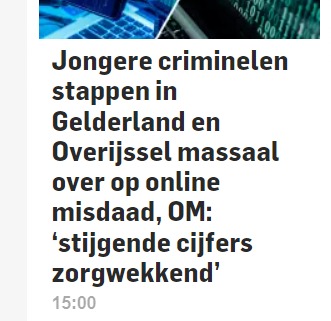 Jongere criminelen
stappen in
Gelderland en
Overijssel massaal
over op online
misdaad, OM:
‘stijgende cijfers
zorgwekkend’
15:00